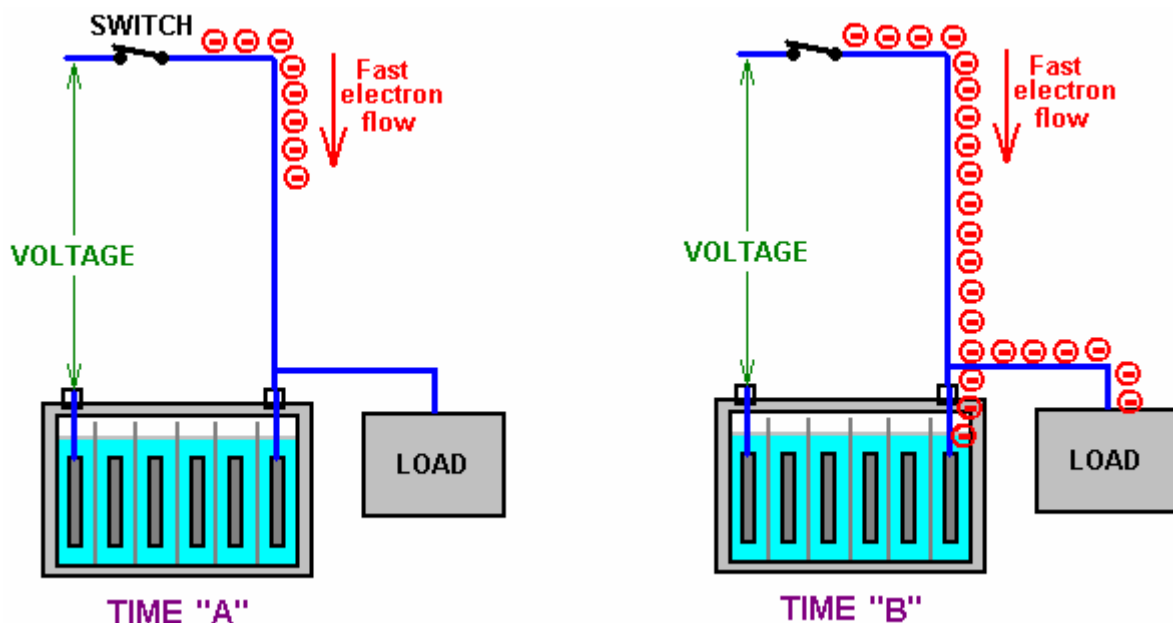 SWITCH
Fast
electron
flow
VOLTAGE
LOAD
TIME "A"
Fast
electron
flow
VOLTAGE
LOAD
TIME "B"